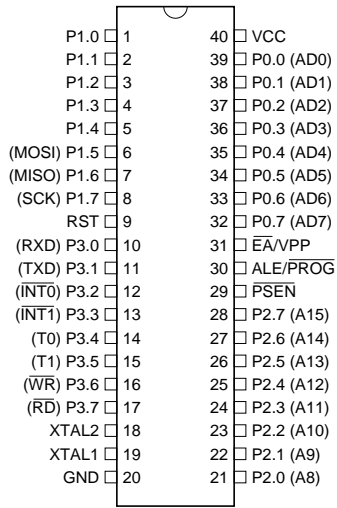 P1.0 1 40 VCC
P1.1 2 39 P0.0 (AD0)
P1.2 3 38 P0.1 (AD1)
P1.3 4 37 P0.2 (AD2)
P1.4 5 36 P0.3 (AD3)
(MOSI) P1.5 6 35 P0.4 (AD4)
(MISO) P1.6 7 34 P0.5 (AD5)
(SCK) P1.7 8 33 P0.6 (AD6)
RST 9 32 P0.7 (AD7)
(RXD) P3.0 10 31 E̅A̅/VPP
(TXD) P3.1 11 30 ALE/P̅R̅O̅G̅
(I̅N̅T̅0̅) P3.2 12 29 P̅S̅E̅N̅
(I̅N̅T̅1̅) P3.3 13 28 P2.7 (A15)
(T0) P3.4 14 27 P2.6 (A14)
(T1) P3.5 15 26 P2.5 (A13)
(W̅R̅) P3.6 16 25 P2.4 (A12)
(R̅D̅) P3.7 17 24 P2.3 (A11)
XTAL2 18 23 P2.2 (A10)
XTAL1 19 22 P2.1 (A9)
GND 20 21 P2.0 (A8)